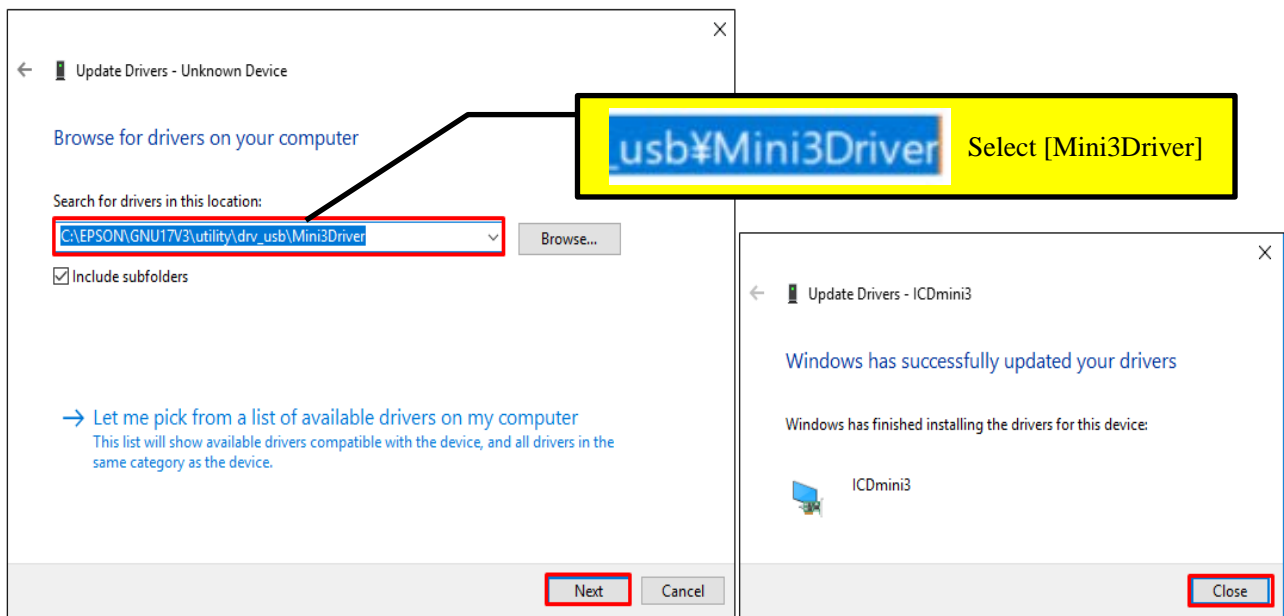 Update Drivers - Unknown Device
Browse for drivers on your computer
Search for drivers in this location:
C:\EPSON\GNU17V3\utility\drv_usb\Mini3Driver
Browse...
Include subfolders
Let me pick from a list of available drivers on my computer
This list will show available drivers compatible with the device, and all drivers in the
same category as the device.
Next
Cancel
_usb¥Mini3Driver
Select [Mini3Driver]
Update Drivers - ICDmini3
Windows has successfully updated your drivers
Windows has finished installing the drivers for this device:
ICDmini3
Close